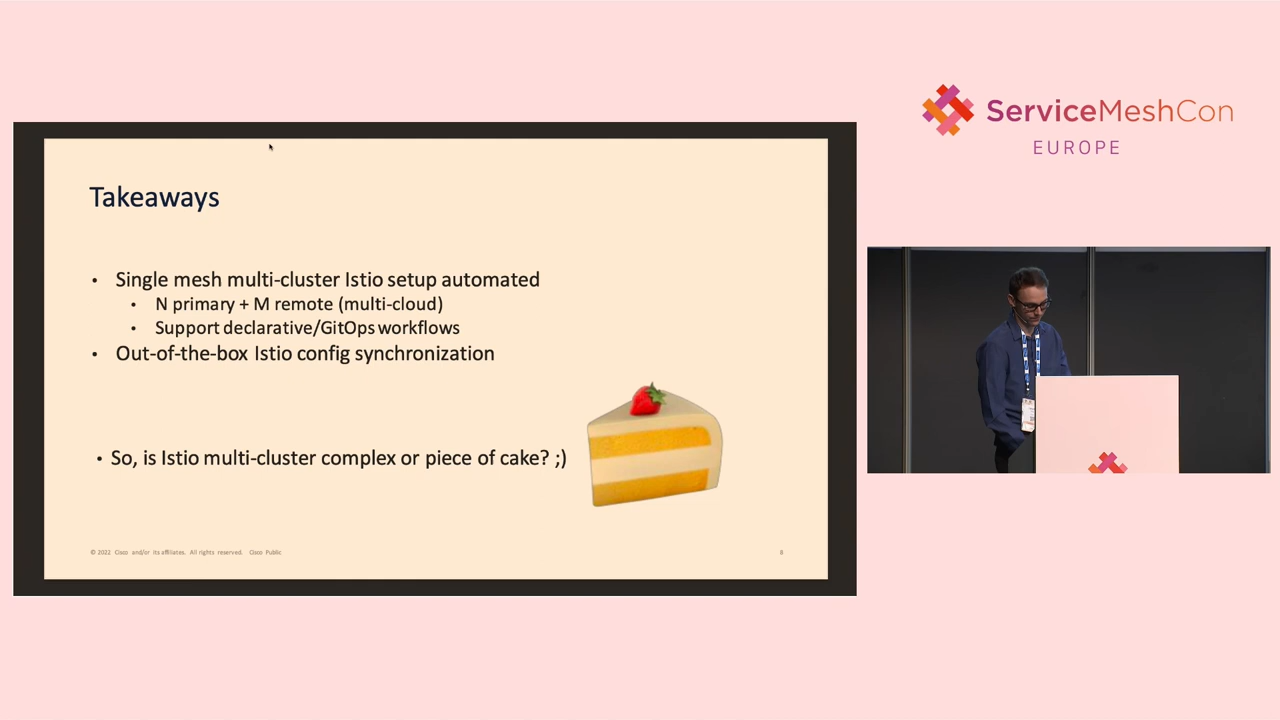 Takeaways
• Single mesh multi-cluster Istio setup automated
• N primary + M remote (multi-cloud)
• Support declarative/GitOps workflows
• Out-of-the-box Istio config synchronization
• So, is Istio multi-cluster complex or piece of cake? ;)
© 2022 Cisco and/or its affiliates. All rights reserved. Cisco Public
8
ServiceMeshCon
EUROPE